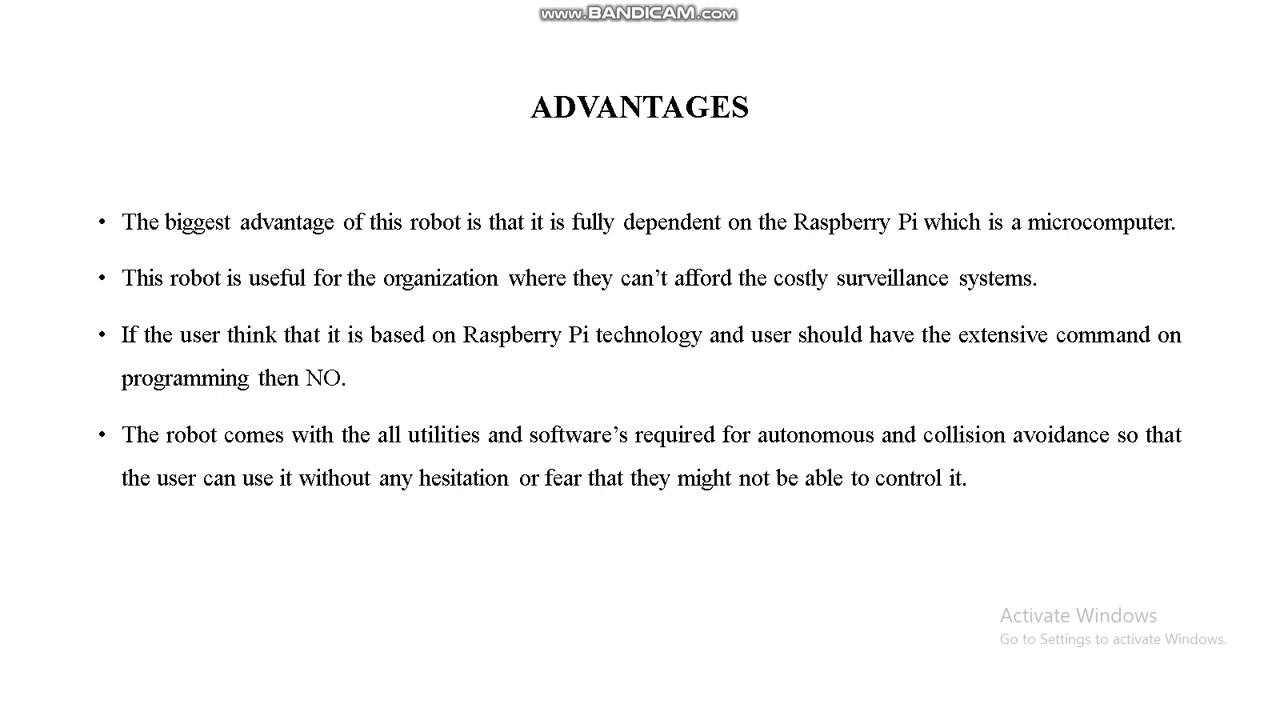 www.BANDICAM.com
ADVANTAGES
• The biggest advantage of this robot is that it is fully dependent on the Raspberry Pi which is a microcomputer.
• This robot is useful for the organization where they can’t afford the costly surveillance systems.
• If the user think that it is based on Raspberry Pi technology and user should have the extensive command on
programming then NO.
• The robot comes with the all utilities and software’s required for autonomous and collision avoidance so that
the user can use it without any hesitation or fear that they might not be able to control it.
Activate Windows
Go to Settings to activate Windows.